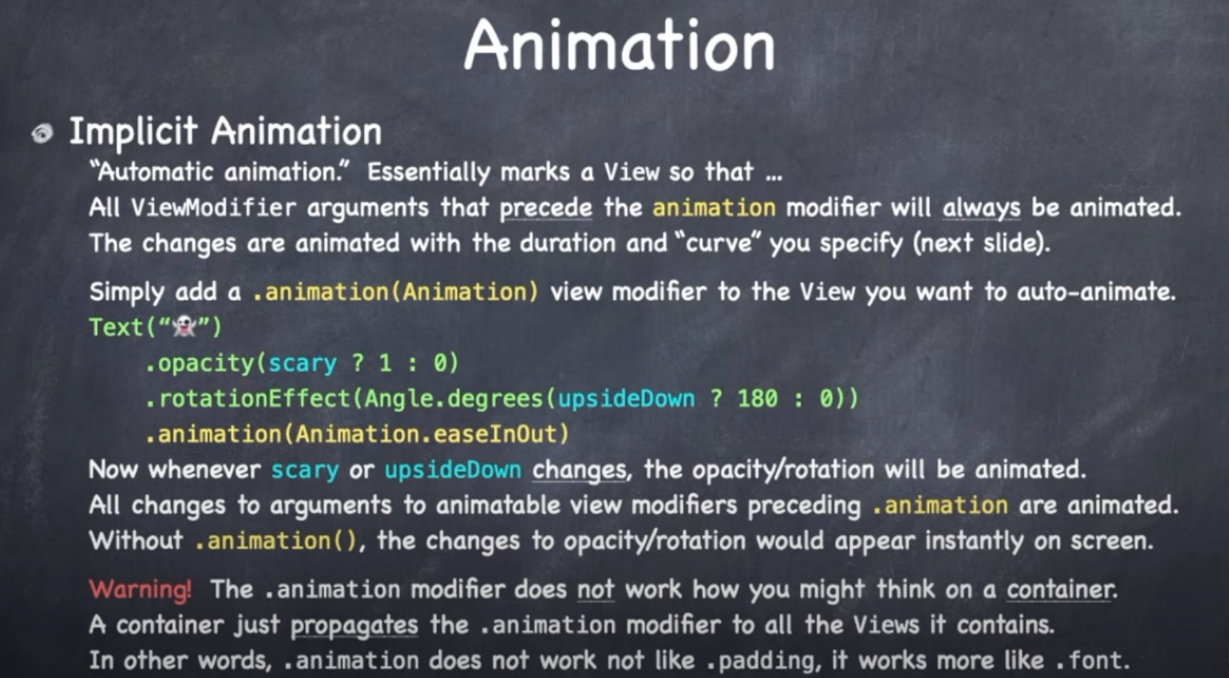 Animation
Implicit Animation
“Automatic animation.” Essentially marks a View so that ...
All ViewModifier arguments that precede the animation modifier will always be animated.
The changes are animated with the duration and “curve” you specify (next slide).
Simply add a .animation(Animation) view modifier to the View you want to auto-animate.
Text(“👻”)
.opacity(scary ? 1 : 0)
.rotationEffect(Angle.degrees(upsideDown ? 180 : 0))
.animation(Animation.easeInOut)
Now whenever scary or upsideDown changes, the opacity/rotation will be animated.
All changes to arguments to animatable view modifiers preceding .animation are animated.
Without .animation(), the changes to opacity/rotation would appear instantly on screen.
Warning! The .animation modifier does not work how you might think on a container.
A container just propagates the .animation modifier to all the Views it contains.
In other words, .animation does not work not like .padding, it works more like .font.